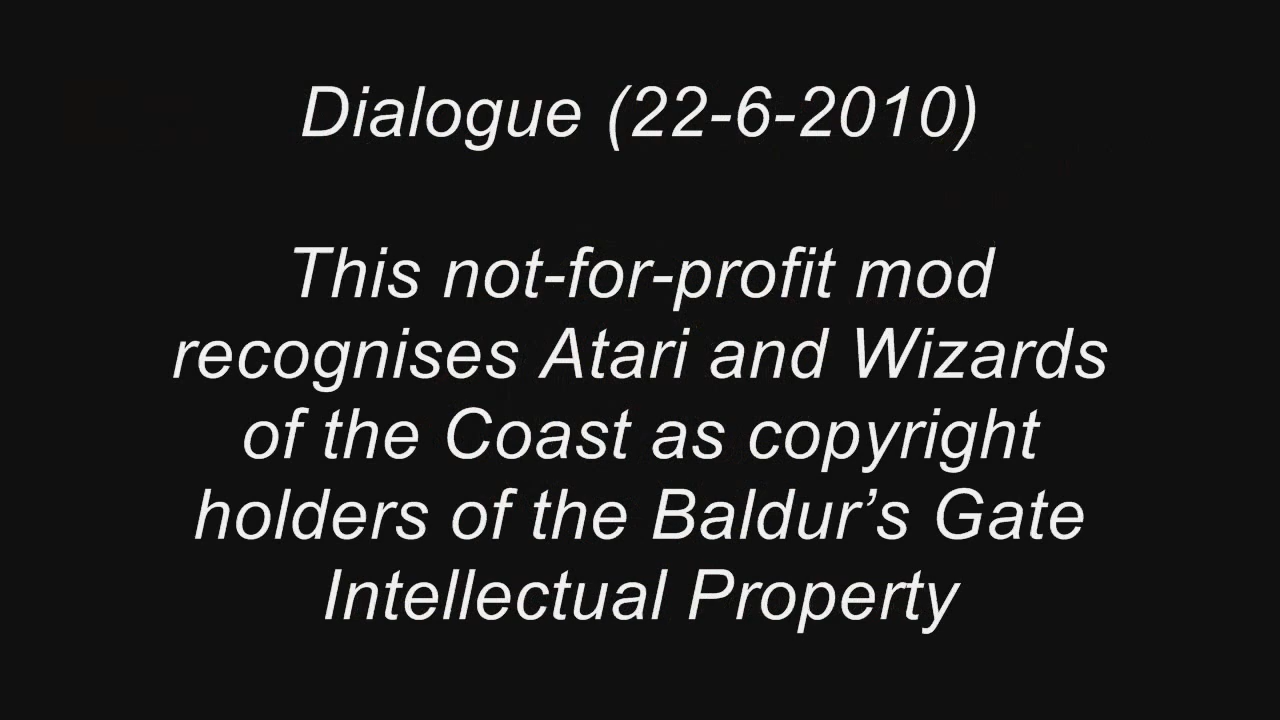 Dialogue (22-6-2010)
This not-for-profit mod
recognises Atari and Wizards
of the Coast as copyright
holders of the Baldur’s Gate
Intellectual Property